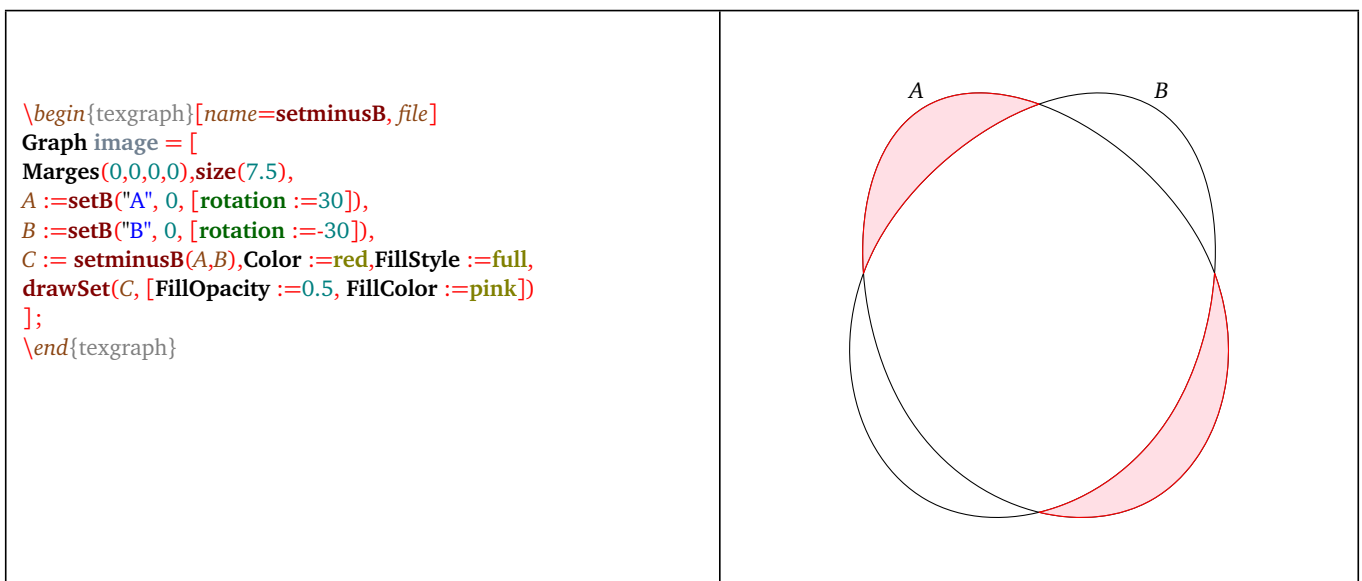 \begin{texgraph}[name=setminusB, file]
Graph image = [
Marges(0,0,0,0),size(7.5),
A :=setB("A", 0, [rotation :=30]),
B :=setB("B", 0, [rotation :=-30]),
C := setminusB(A,B),Color :=red,FillStyle :=full,
drawSet(C, [FillOpacity :=0.5, FillColor :=pink])
];
\end{texgraph}
A
B